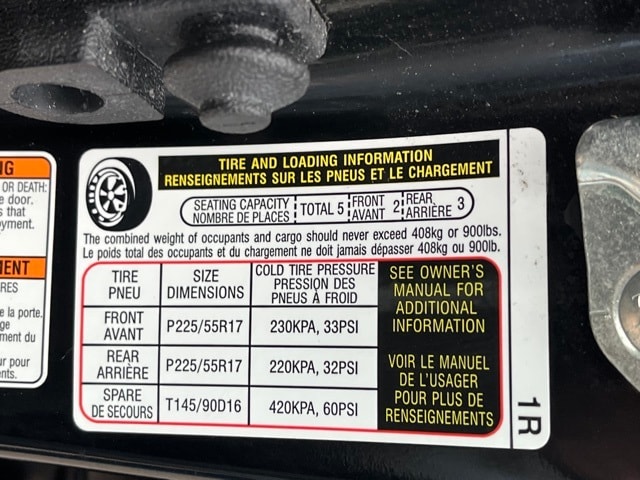 TIRE AND LOADING INFORMATION
RENSEIGNEMENTS SUR LES PNEUS ET LE CHARGEMENT
SEATING CAPACITY
NOMBRE DE PLACES
TOTAL 5
FRONT
AVANT 2
REAR
ARRIÈRE 3
The combined weight of occupants and cargo should never exceed 408kg or 900lbs.
Le poids total des occupants et du chargement ne doit jamais dépasser 408kg ou 900lb.
TIRE
PNEU
SIZE
DIMENSIONS
COLD TIRE PRESSURE
PRESSION DES
PNEUS À FROID
FRONT
AVANT
P225/55R17
230KPA, 33PSI
REAR
ARRIÈRE
P225/55R17
220KPA, 32PSI
SPARE
DE SECOURS
T145/90D16
420KPA, 60PSI
SEE OWNER'S
MANUAL FOR
ADDITIONAL
INFORMATION
VOIR LE MANUEL
DE L'USAGER
POUR PLUS DE
RENSEIGNEMENTS
1R
OR DEATH:
e door.
s that
RES
e la porte.
ment du
ur pour